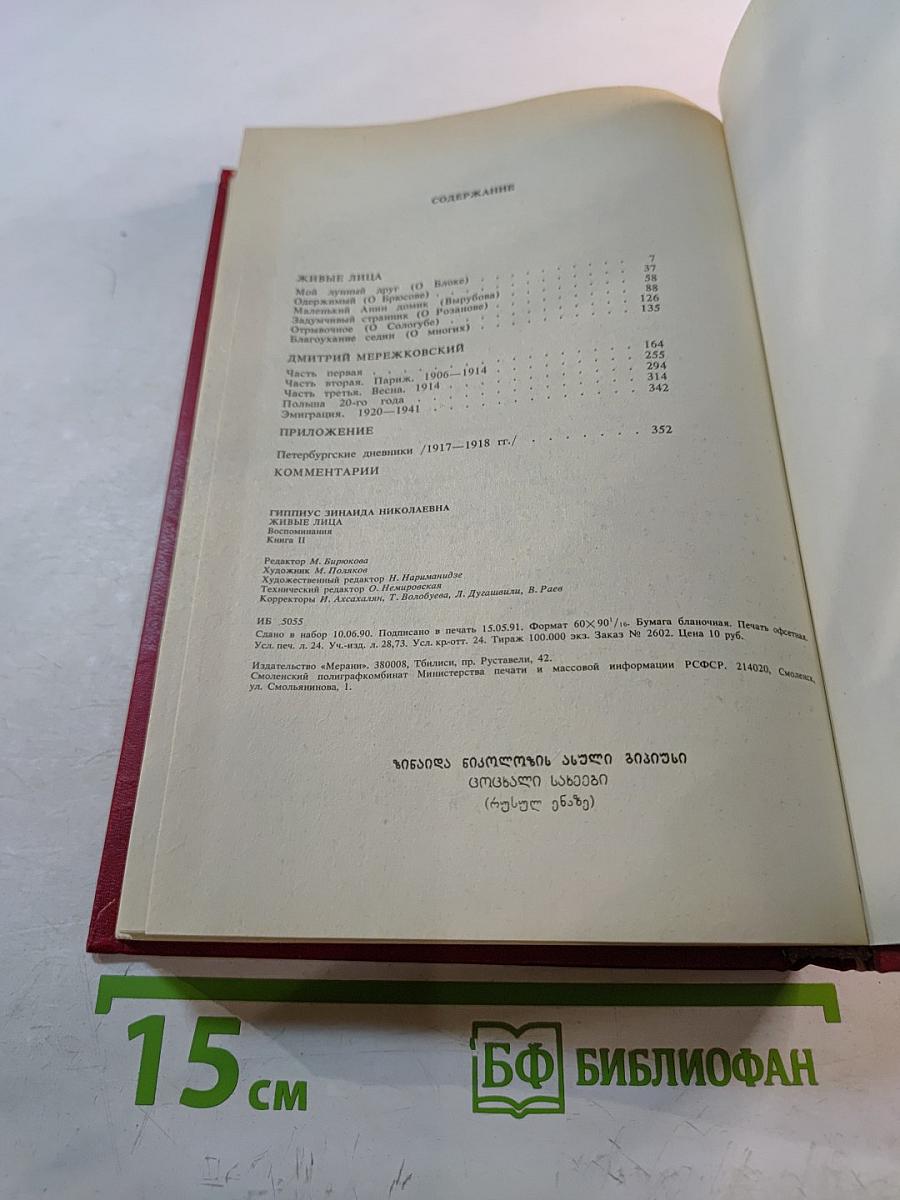 СОДЕРЖАНИЕ
ЖИВЫЕ ЛИЦА
Мой лунный друг (О Блоке) . . . . . . . . . . 7
Одержимый (О Брюсове) . . . . . . . . . . 37
Маленький Анин домик (Вырубова) . . . . . . . . 58
Задумчивый странник (О Розанове) . . . . . . . . 88
Отрывочное (О Сологубе) . . . . . . . . . . 126
Благоухание седин (О многих) . . . . . . . . . 135
ДМИТРИЙ МЕРЕЖКОВСКИЙ
Часть первая . . . . . . . . . . . . 164
Часть вторая. Париж. 1906—1914 . . . . . . . . 255
Часть третья. Весна. 1914 . . . . . . . . . 294
Польша 20-го года . . . . . . . . . . . 314
Эмиграция. 1920—1941 . . . . . . . . . . 342
ПРИЛОЖЕНИЕ
Петербургские дневники /1917—1918 гг./ . . . . . . . 352
КОММЕНТАРИИ
ГИППИУС ЗИНАИДА НИКОЛАЕВНА
ЖИВЫЕ ЛИЦА
Воспоминания
Книга II
Редактор М. Бирюкова
Художник М. Поляков
Художественный редактор Н. Нариманидзе
Технический редактор О. Немировская
Корректоры И. Ахсахалян, Т. Волобуева, Л. Дугашвили, В. Раев
ИБ 5055
Сдано в набор 10.06.90. Подписано в печать 15.05.91. Формат 60×90¹/₁₆. Бумага бланочная. Печать офсетная.
Усл. печ. л. 24. Уч.-изд. л. 28,73. Усл. кр.-отт. 24. Тираж 100.000 экз. Заказ № 2602. Цена 10 руб.
Издательство «Мерани». 380008, Тбилиси, пр. Руставели, 42.
Смоленский полиграфкомбинат Министерства печати и массовой информации РСФСР. 214020, Смоленск,
ул. Смольянинова, 1.
ზინაიდა ნიკოლოზის ასული გიპიუსი
ცოცხალი სახეები
(რუსულ ენაზე)
15 см
БФ БИБЛИОФАН